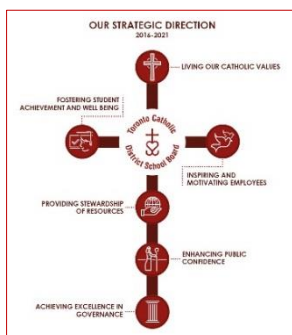 OUR STRATEGIC DIRECTION
2016-2021
LIVING OUR CATHOLIC VALUES
FOSTERING STUDENT
ACHIEVEMENT AND WELL BEING
Toronto Catholic
District School Board
INSPIRING AND
MOTIVATING EMPLOYEES
PROVIDING STEWARDSHIP
OF RESOURCES
ENHANCING PUBLIC
CONFIDENCE
ACHIEVING EXCELLENCE IN
GOVERNANCE